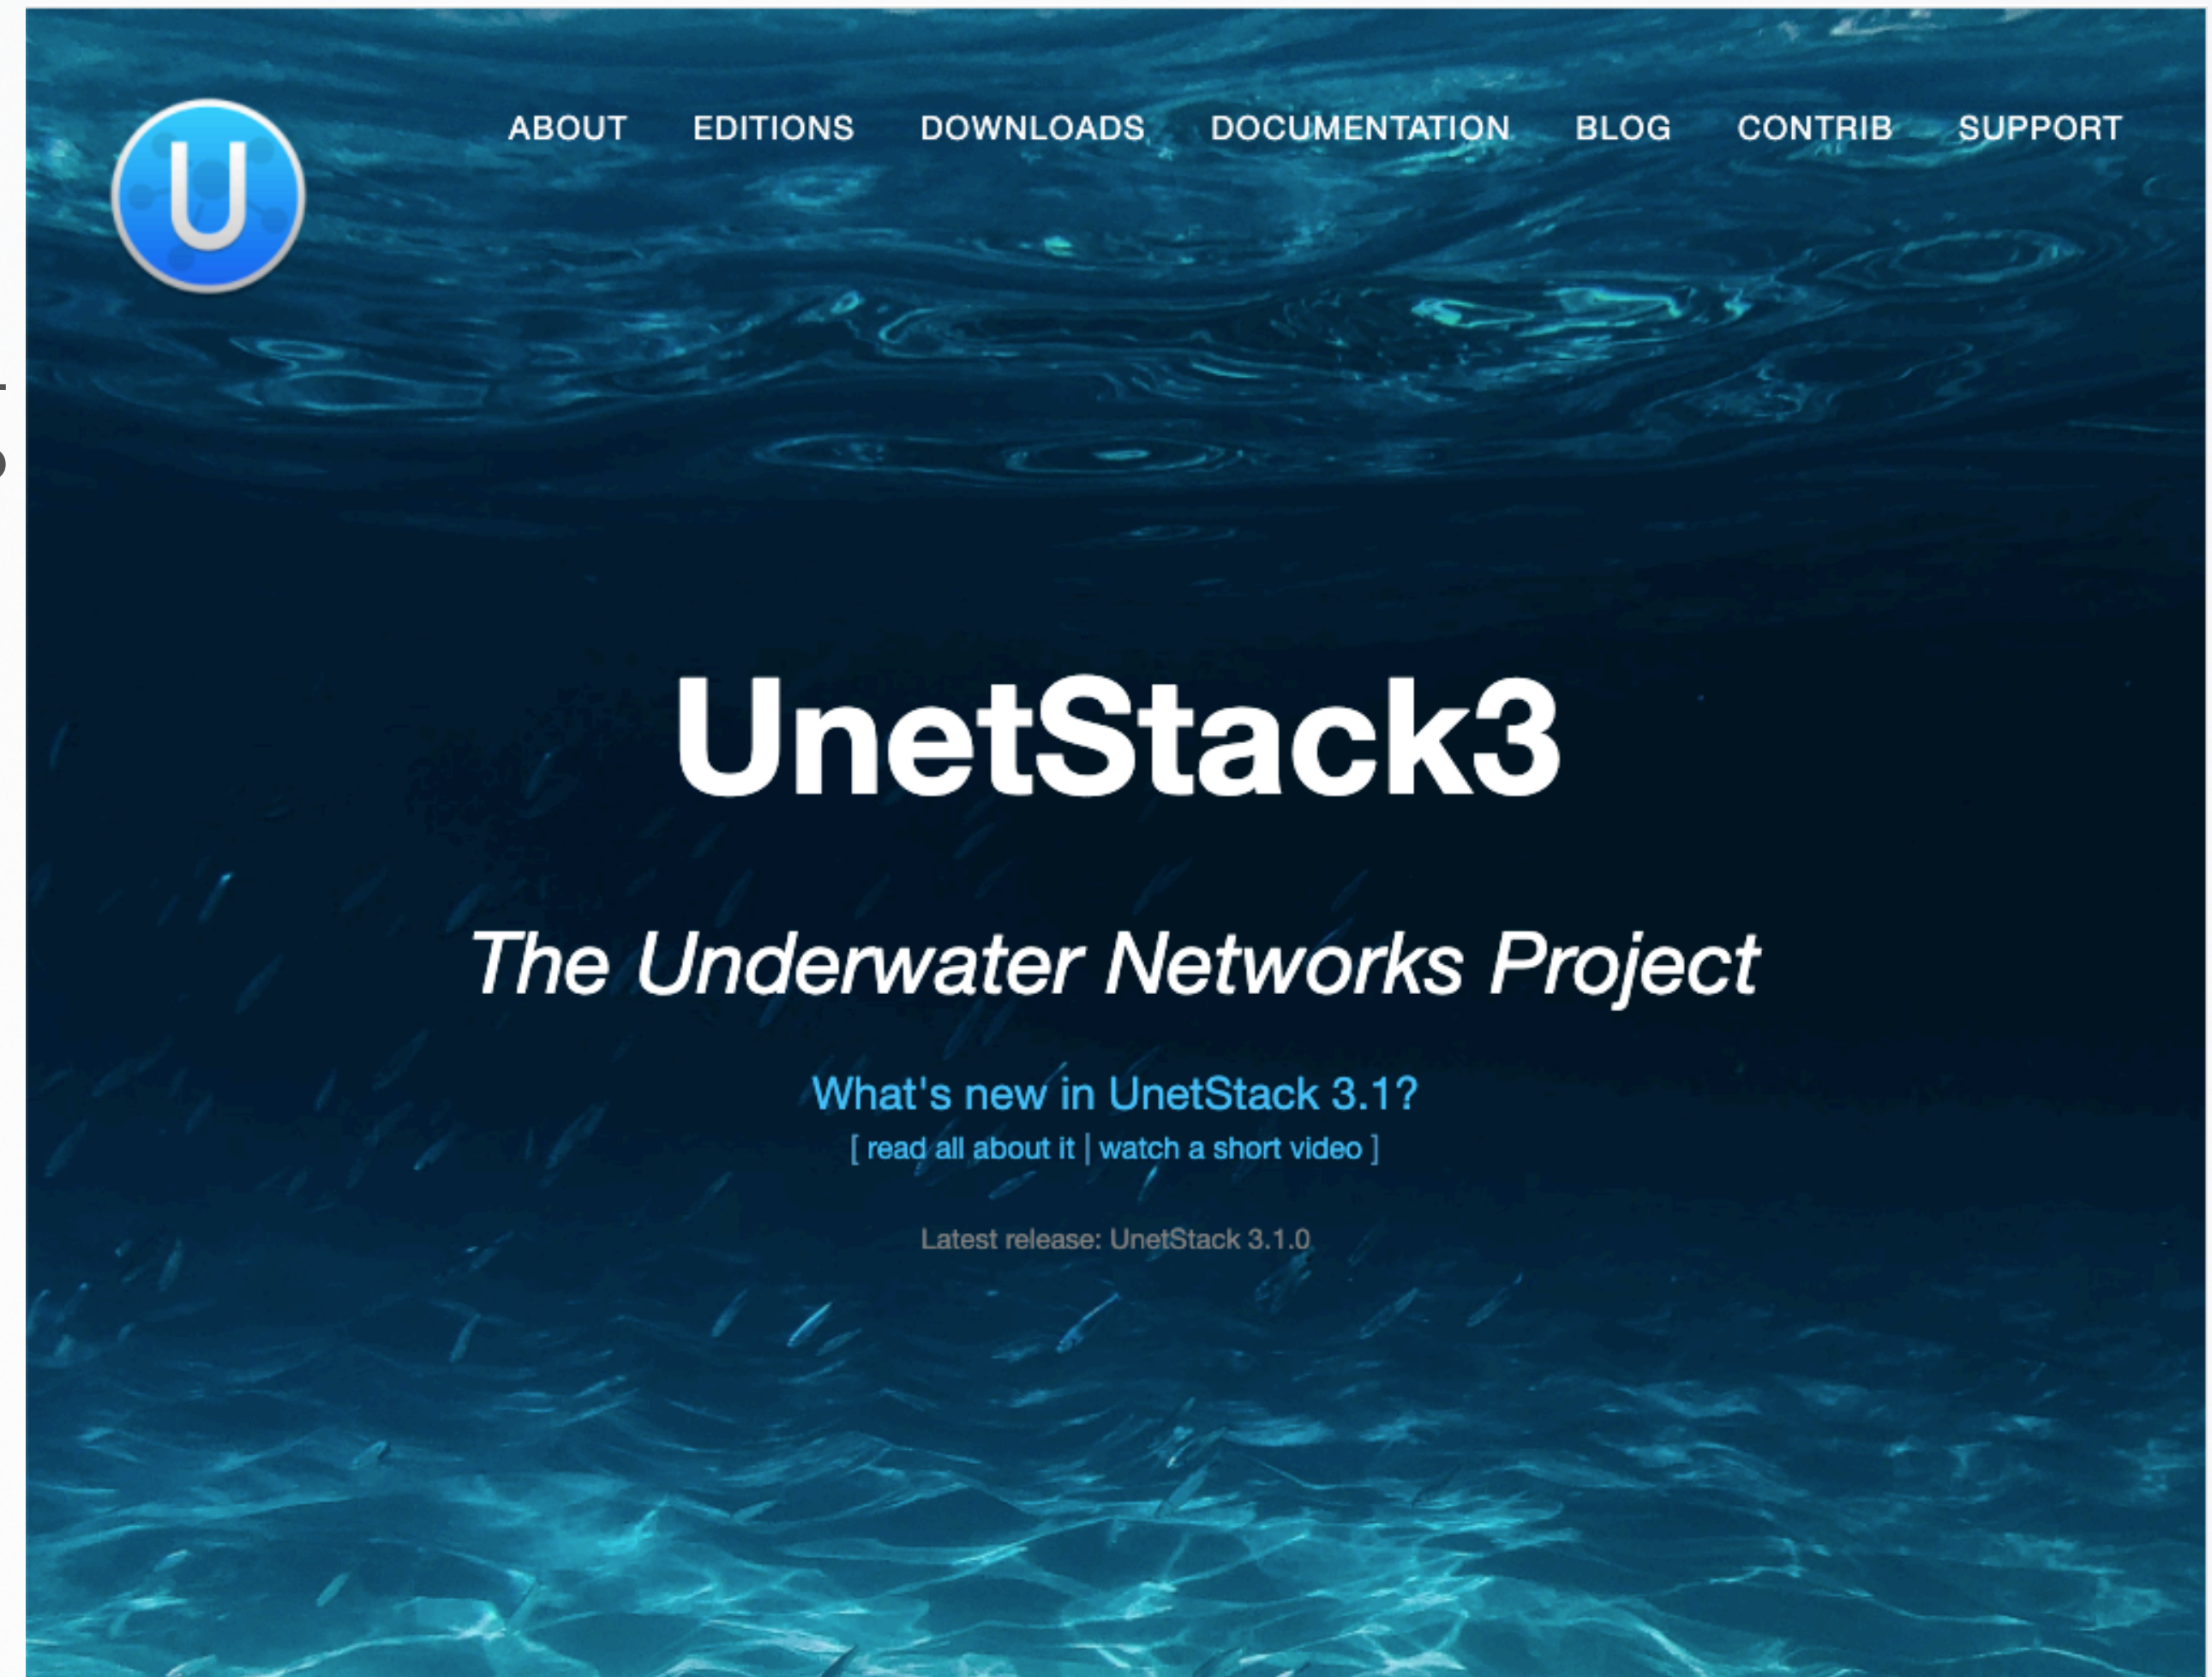 U
ABOUT EDITIONS DOWNLOADS DOCUMENTATION BLOG CONTRIB SUPPORT
UnetStack3
The Underwater Networks Project
What's new in UnetStack 3.1?
[ read all about it | watch a short video ]
Latest release: UnetStack 3.1.0